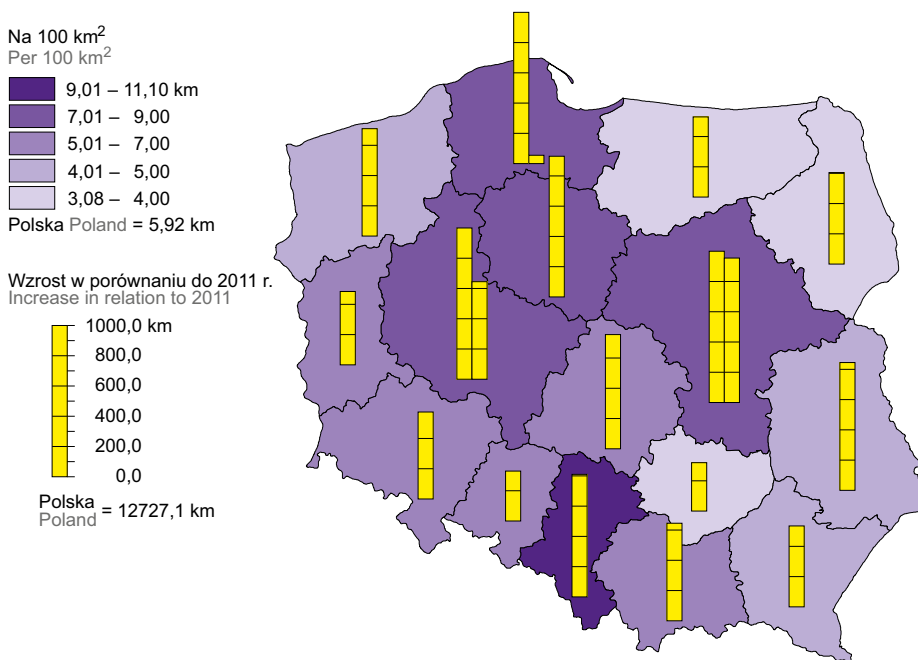 Na 100 km²
Per 100 km²
9,01 – 11,10 km
7,01 – 9,00
5,01 – 7,00
4,01 – 5,00
3,08 – 4,00
Polska Poland = 5,92 km
Wzrost w porównaniu do 2011 r.
Increase in relation to 2011
1000,0 km
800,0
600,0
400,0
200,0
0,0
Polska
Poland = 12727,1 km